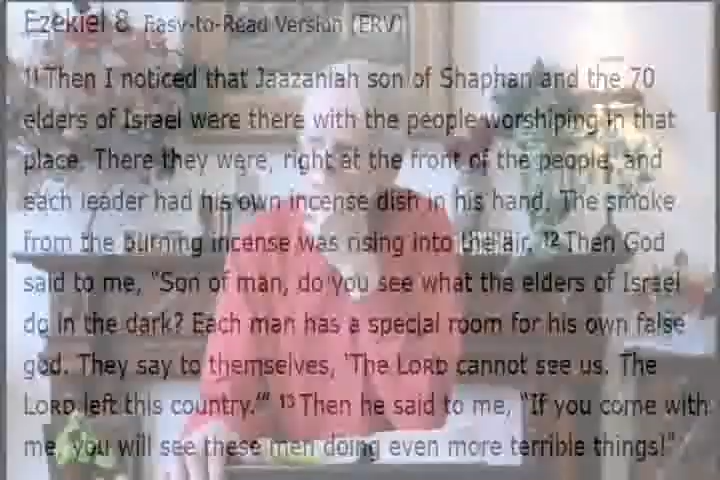 Ezekiel 8 Easy-to-Read Version (ERV)
11 Then I noticed that Jaazaniah son of Shaphan and the 70
elders of Israel were there with the people worshiping in that
place. There they were, right at the front of the people, and
each leader had his own incense dish in his hand. The smoke
from the burning incense was rising into the air. 12 Then God
said to me, “Son of man, do you see what the elders of Israel
do in the dark? Each man has a special room for his own false
god. They say to themselves, ‘The LORD cannot see us. The
LORD left this country.’” 13 Then he said to me, “If you come with
me, you will see these men doing even more terrible things!”